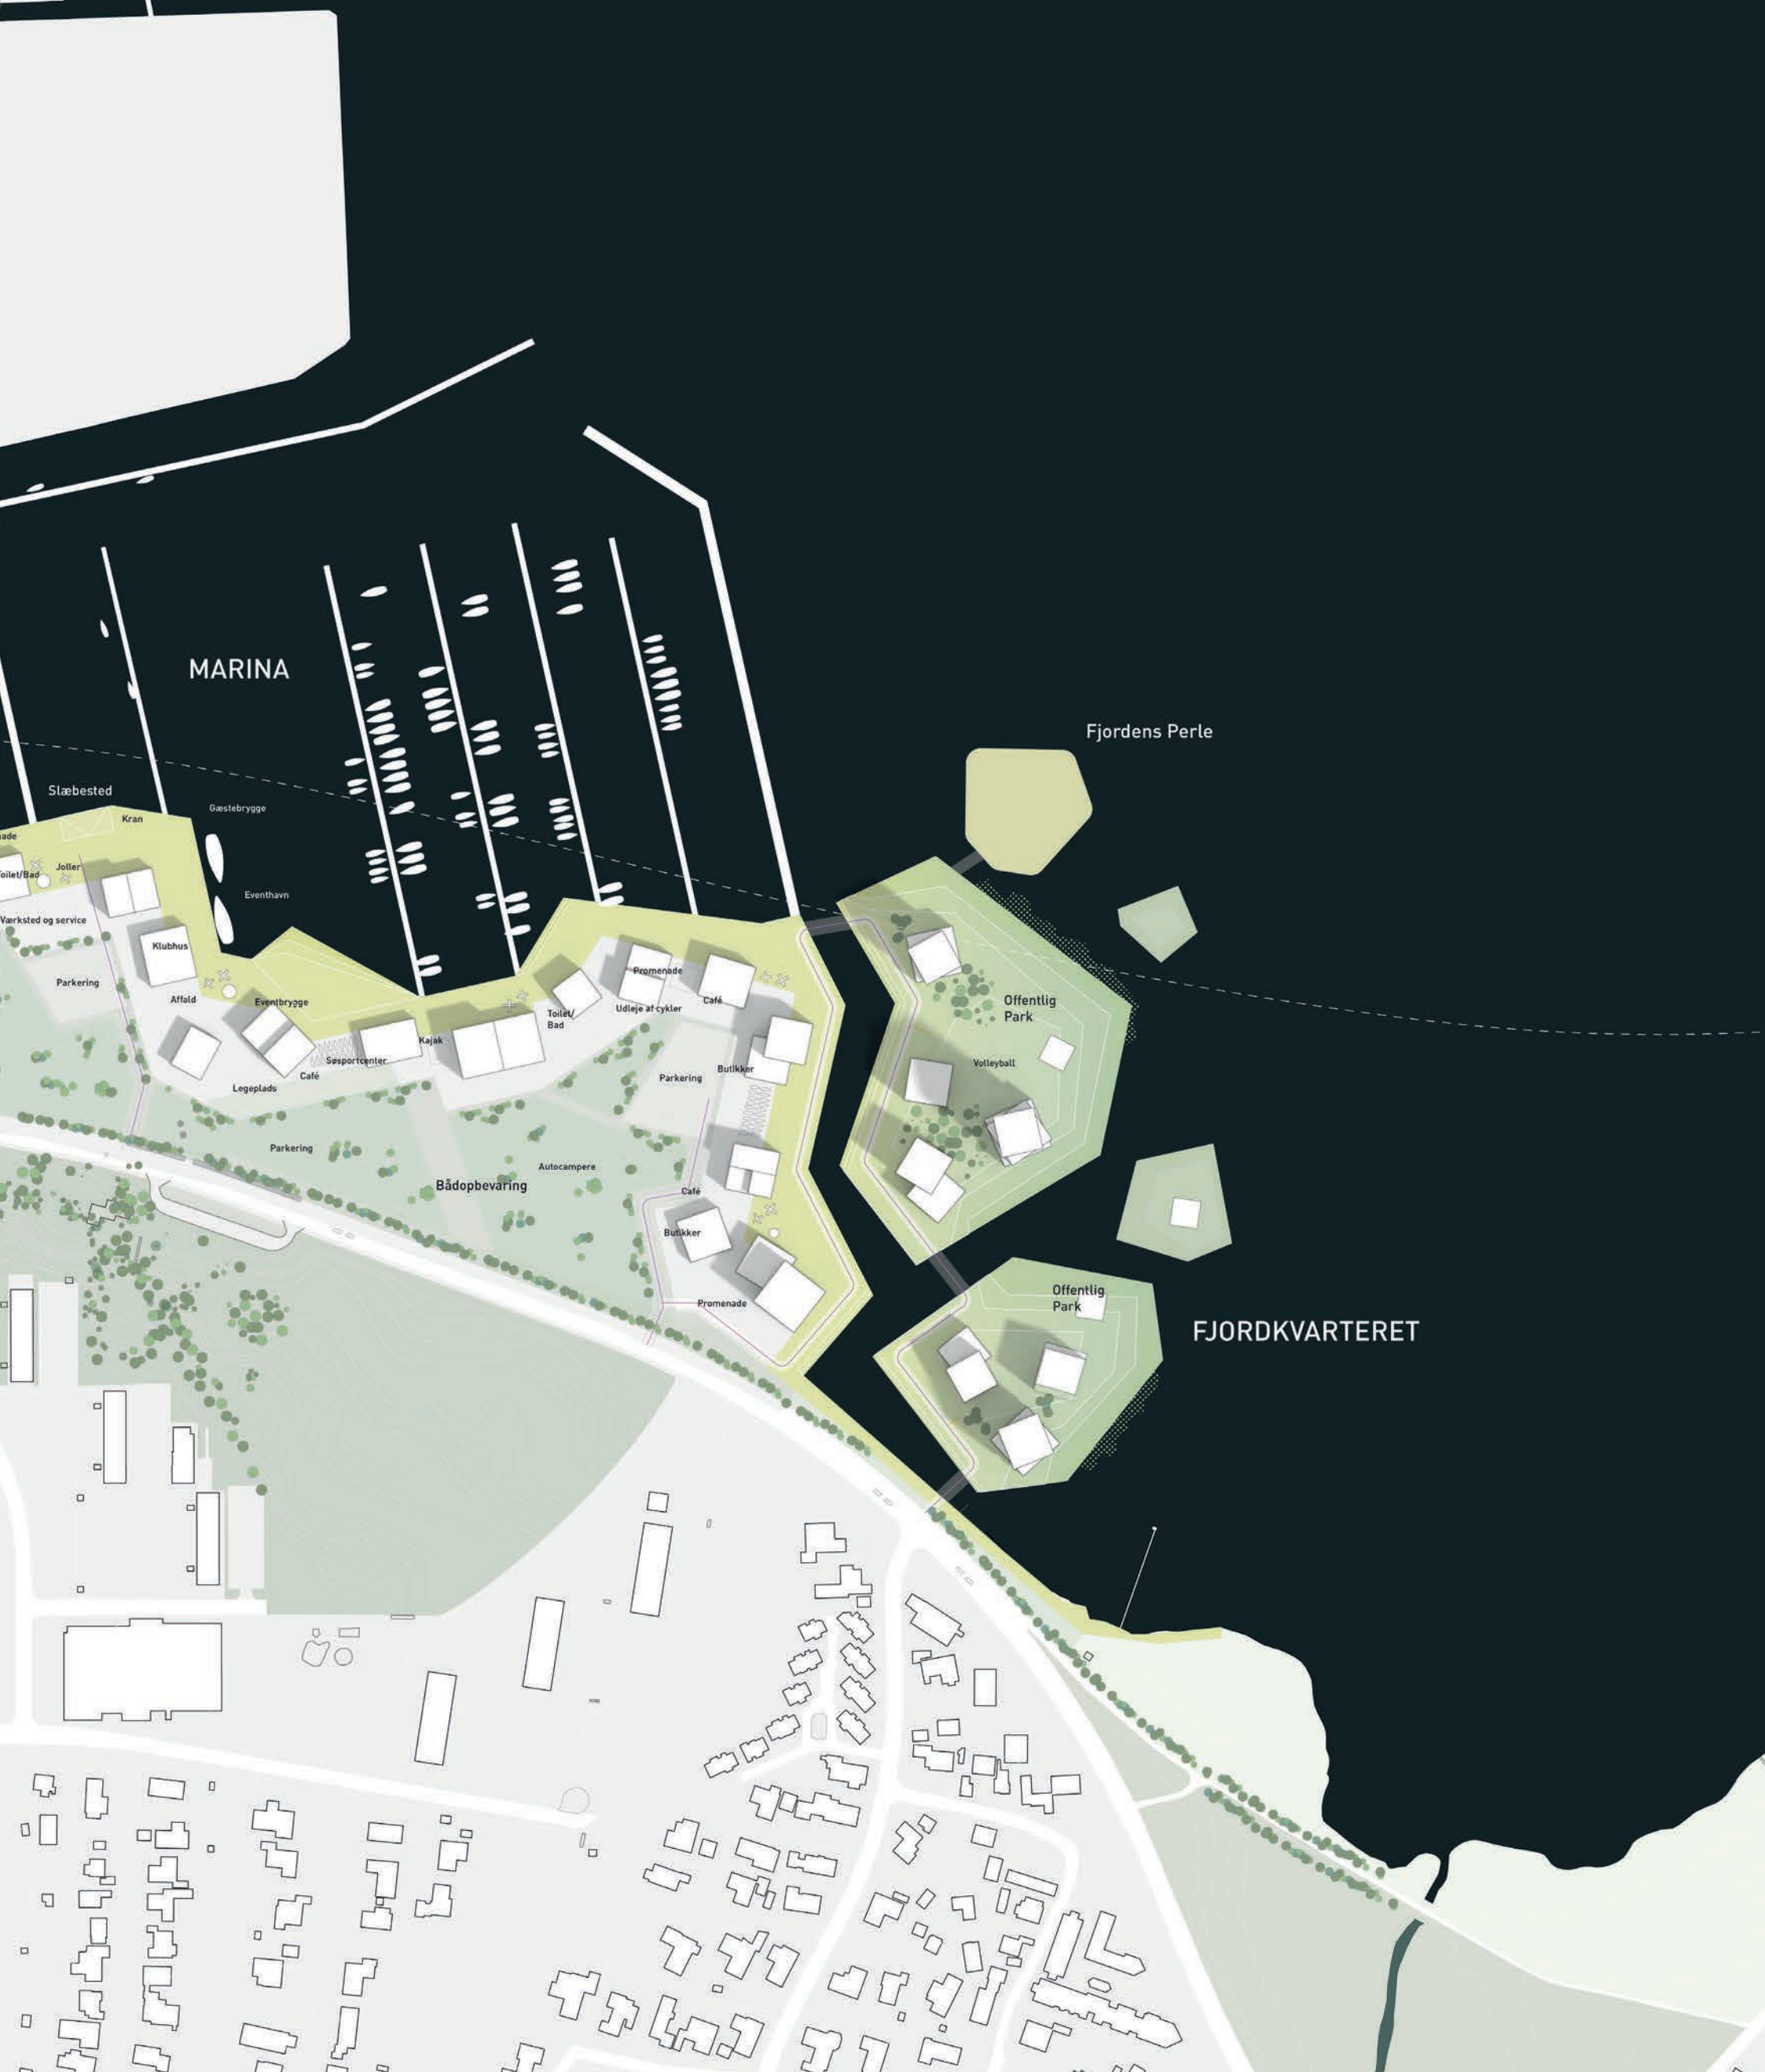 MARINA
Fjordens Perle
Slæbested
Gæstebrygge
Kran
ade
Joller
oilet/Bad
Eventhavn
Værksted og service
Klubhus
Parkering
Affald
Eventbrygge
Promenade
Café
Udleje af cykler
Toilet/
Bad
Offentlig
Park
Kajak
Søsportcenter
Café
Legeplads
Volleyball
Butikker
Parkering
Parkering
Autocampere
Bådopbevaring
Café
Butikker
Promenade
Offentlig
Park
FJORDKVARTERET